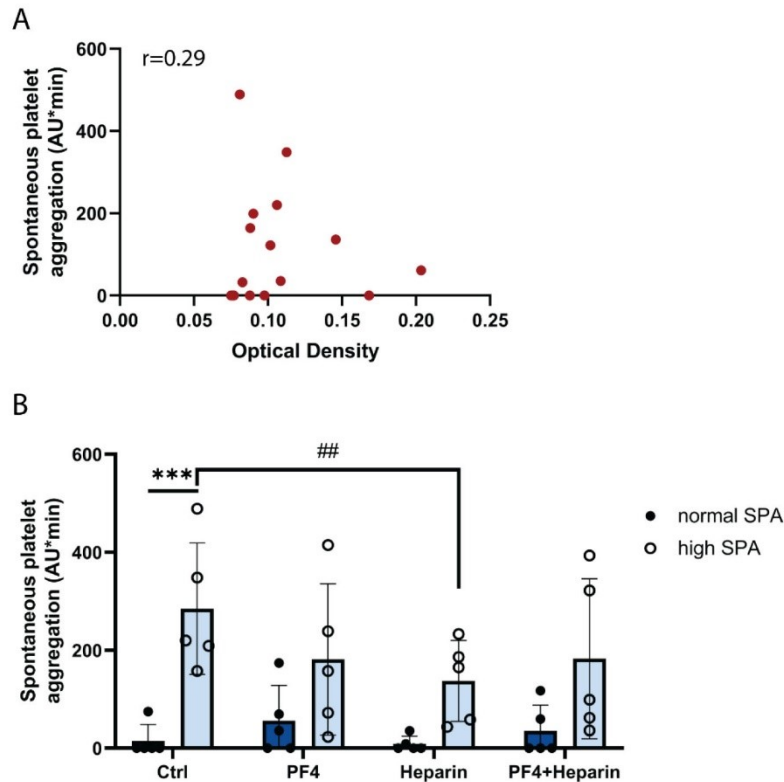 A
600
r=0.29
400
200
0
Spontaneous platelet
aggregation (AU*min)
0.00 0.05 0.10 0.15 0.20 0.25
Optical Density
B
600
400
200
0
Spontaneous platelet
aggregation (AU*min)
***
##
normal SPA
high SPA
Ctrl PF4 Heparin PF4+Heparin